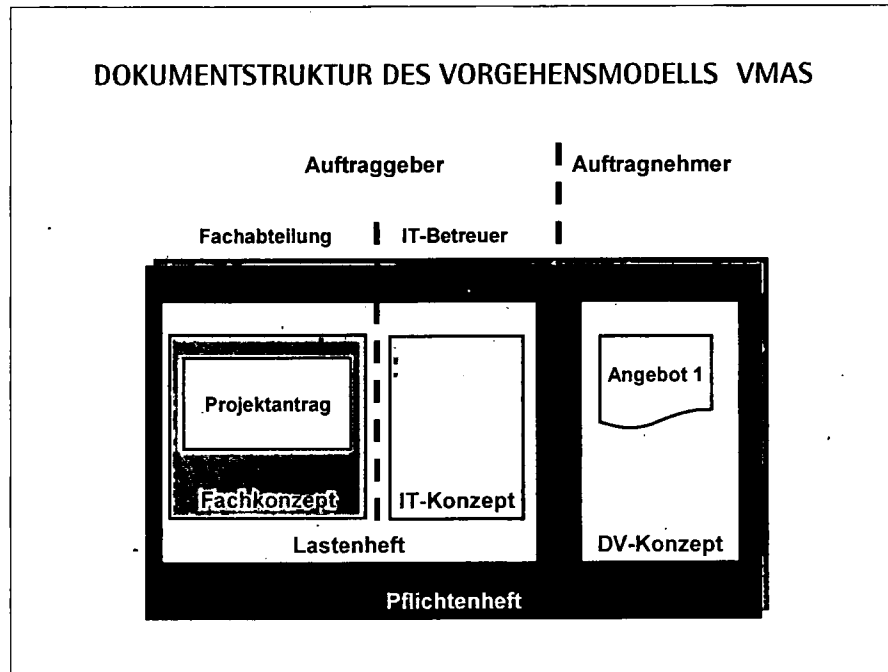 DOKUMENTSTRUKTUR DES VORGEHENSMODELLS VMAS
Auftraggeber
Auftragnehmer
Fachabteilung
IT-Betreuer
Projektantrag
Angebot 1
Fachkonzept
IT-Konzept
Lastenheft
DV-Konzept
Pflichtenheft